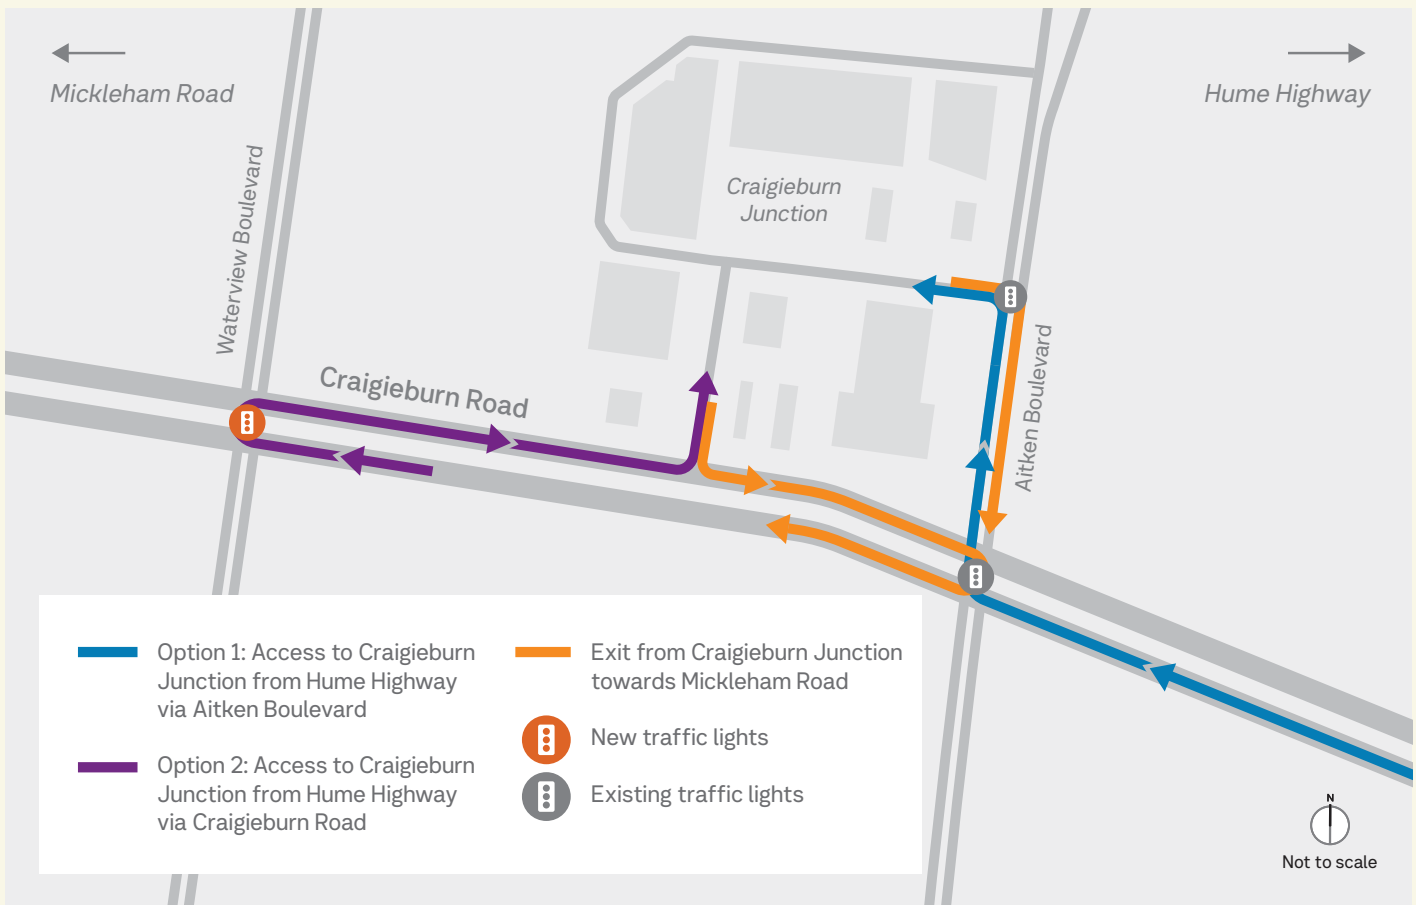 Mickleham Road
Hume Highway
Waterview Boulevard
Craigieburn
Junction
Craigieburn Road
Aitken Boulevard
Option 1: Access to Craigieburn
Junction from Hume Highway
via Aitken Boulevard
Option 2: Access to Craigieburn
Junction from Hume Highway
via Craigieburn Road
Exit from Craigieburn Junction
towards Mickleham Road
New traffic lights
Existing traffic lights
N
Not to scale